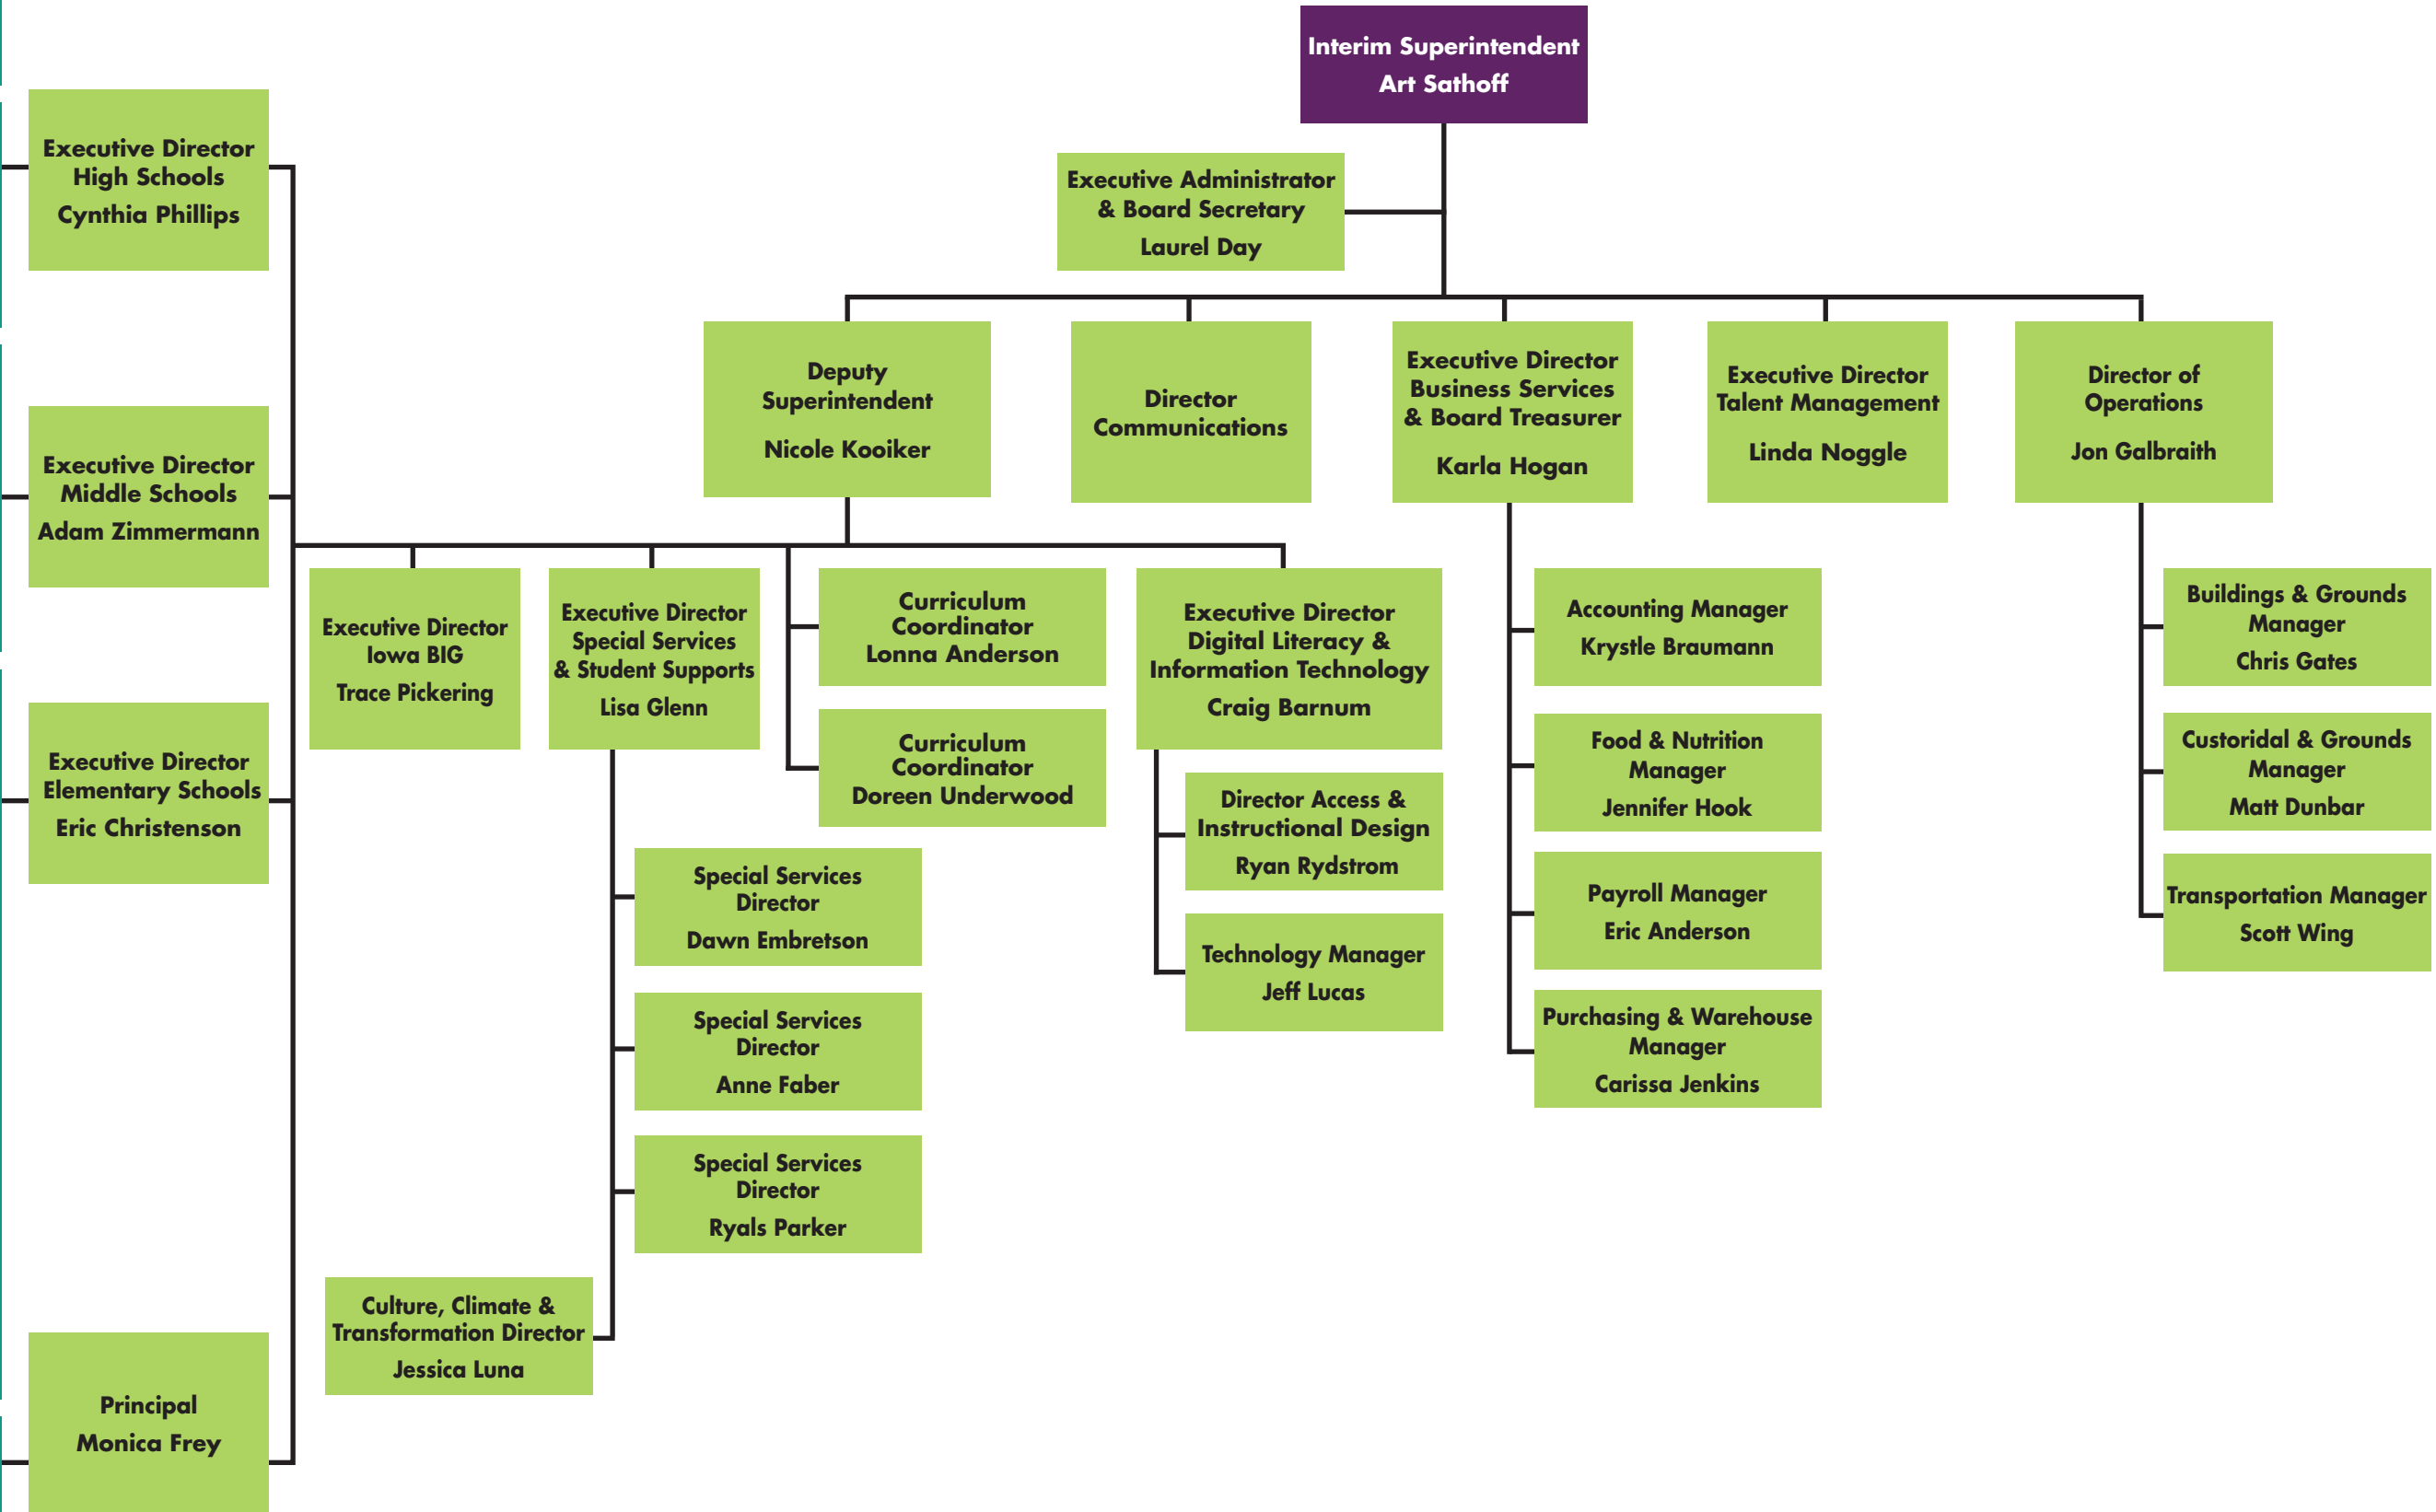 Interim Superintendent
Art Sathoff
Executive Administrator
& Board Secretary
Laurel Day
Executive Director
High Schools
Cynthia Phillips
Executive Director
Middle Schools
Adam Zimmermann
Executive Director
Elementary Schools
Eric Christenson
Principal
Monica Frey
Deputy
Superintendent
Nicole Kooiker
Director
Communications
Executive Director
Business Services
& Board Treasurer
Karla Hogan
Executive Director
Talent Management
Linda Noggle
Director of
Operations
Jon Galbraith
Executive Director
Iowa BIG
Trace Pickering
Executive Director
Special Services
& Student Supports
Lisa Glenn
Curriculum
Coordinator
Lonna Anderson
Curriculum
Coordinator
Doreen Underwood
Executive Director
Digital Literacy &
Information Technology
Craig Barnum
Director Access &
Instructional Design
Ryan Rydstrom
Technology Manager
Jeff Lucas
Special Services
Director
Dawn Embretson
Special Services
Director
Anne Faber
Special Services
Director
Ryals Parker
Culture, Climate &
Transformation Director
Jessica Luna
Accounting Manager
Krystle Braumann
Food & Nutrition
Manager
Jennifer Hook
Payroll Manager
Eric Anderson
Purchasing & Warehouse
Manager
Carissa Jenkins
Buildings & Grounds
Manager
Chris Gates
Custoridal & Grounds
Manager
Matt Dunbar
Transportation Manager
Scott Wing